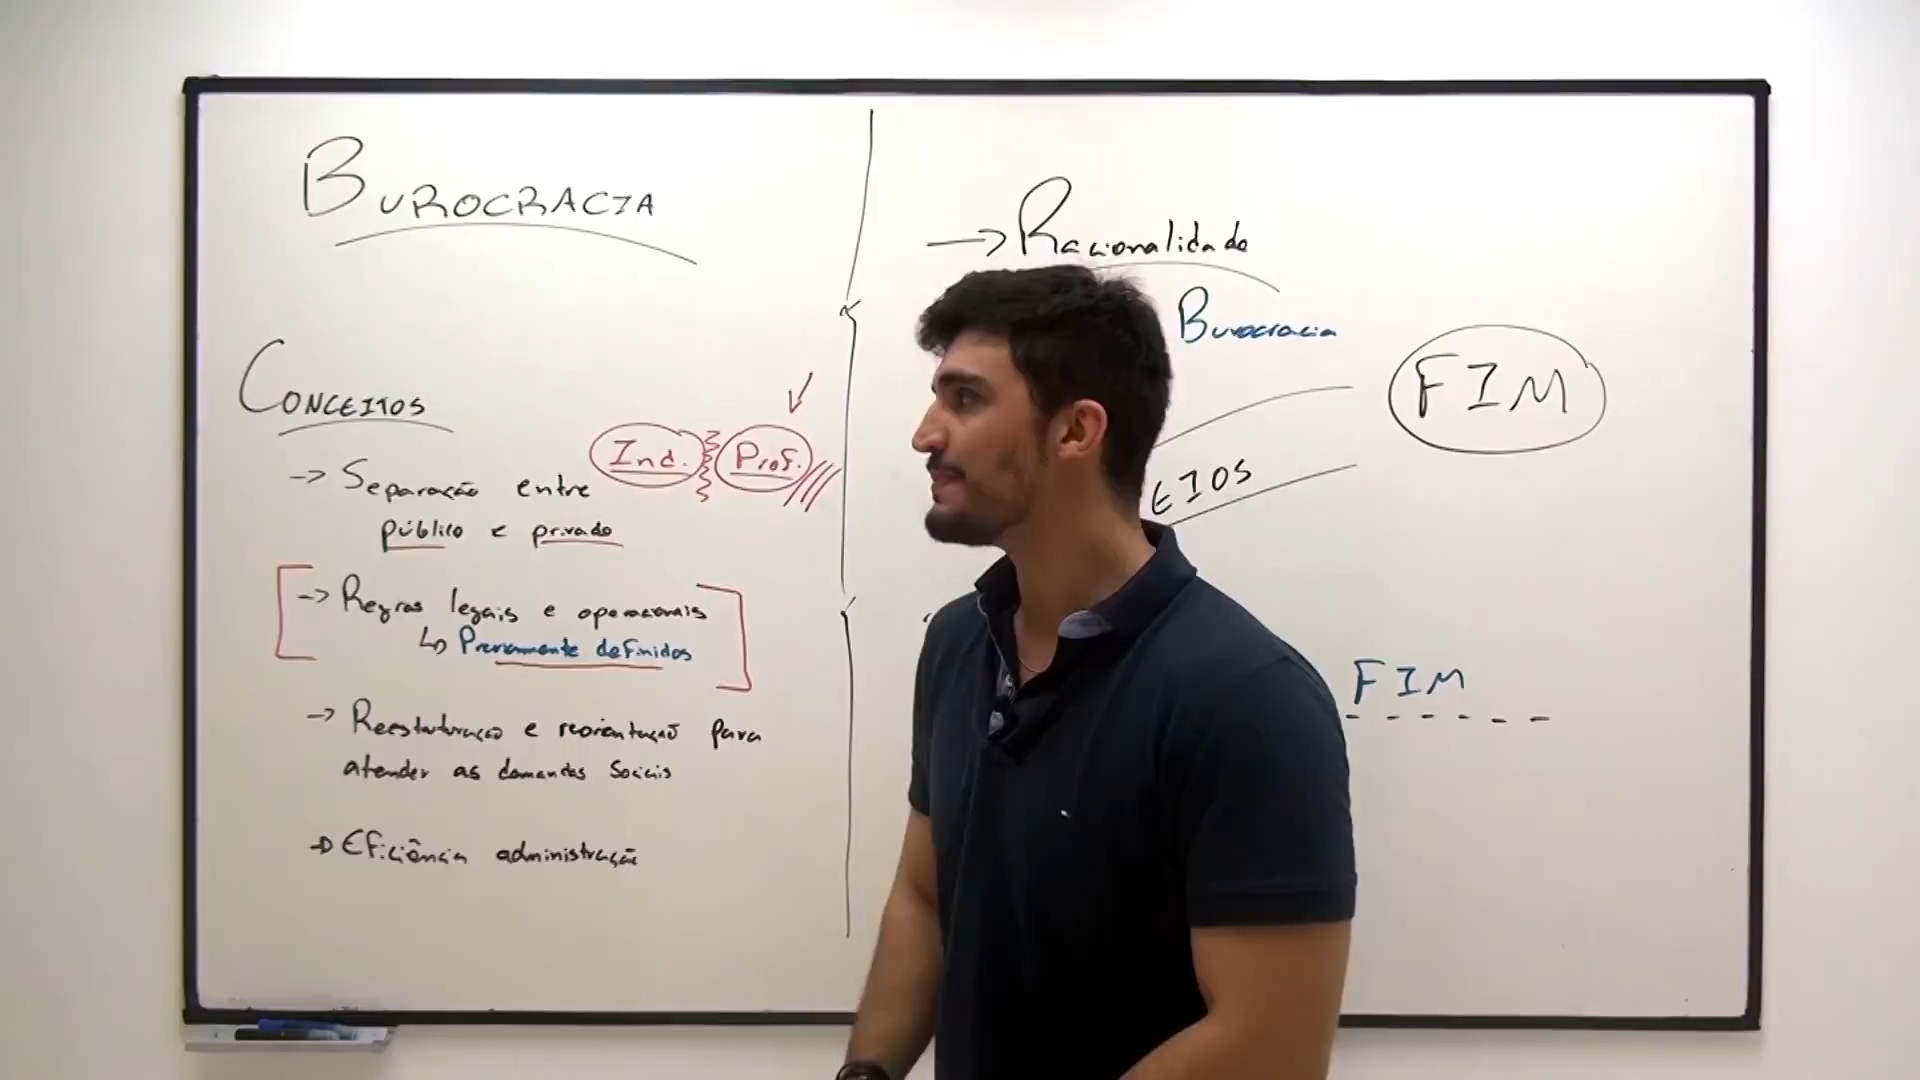 BUROCRACIA
CONCEITOS
-> Separação entre
público e privado
Ind. Prof.
-> Regras legais e operacionais
↳ Previamente definidos
-> Reestruturação e reorientação para
atender as demandas Sociais
-> Eficiência administração
-> Racionalidade
Burocracia
FIM
EIOS
FIM